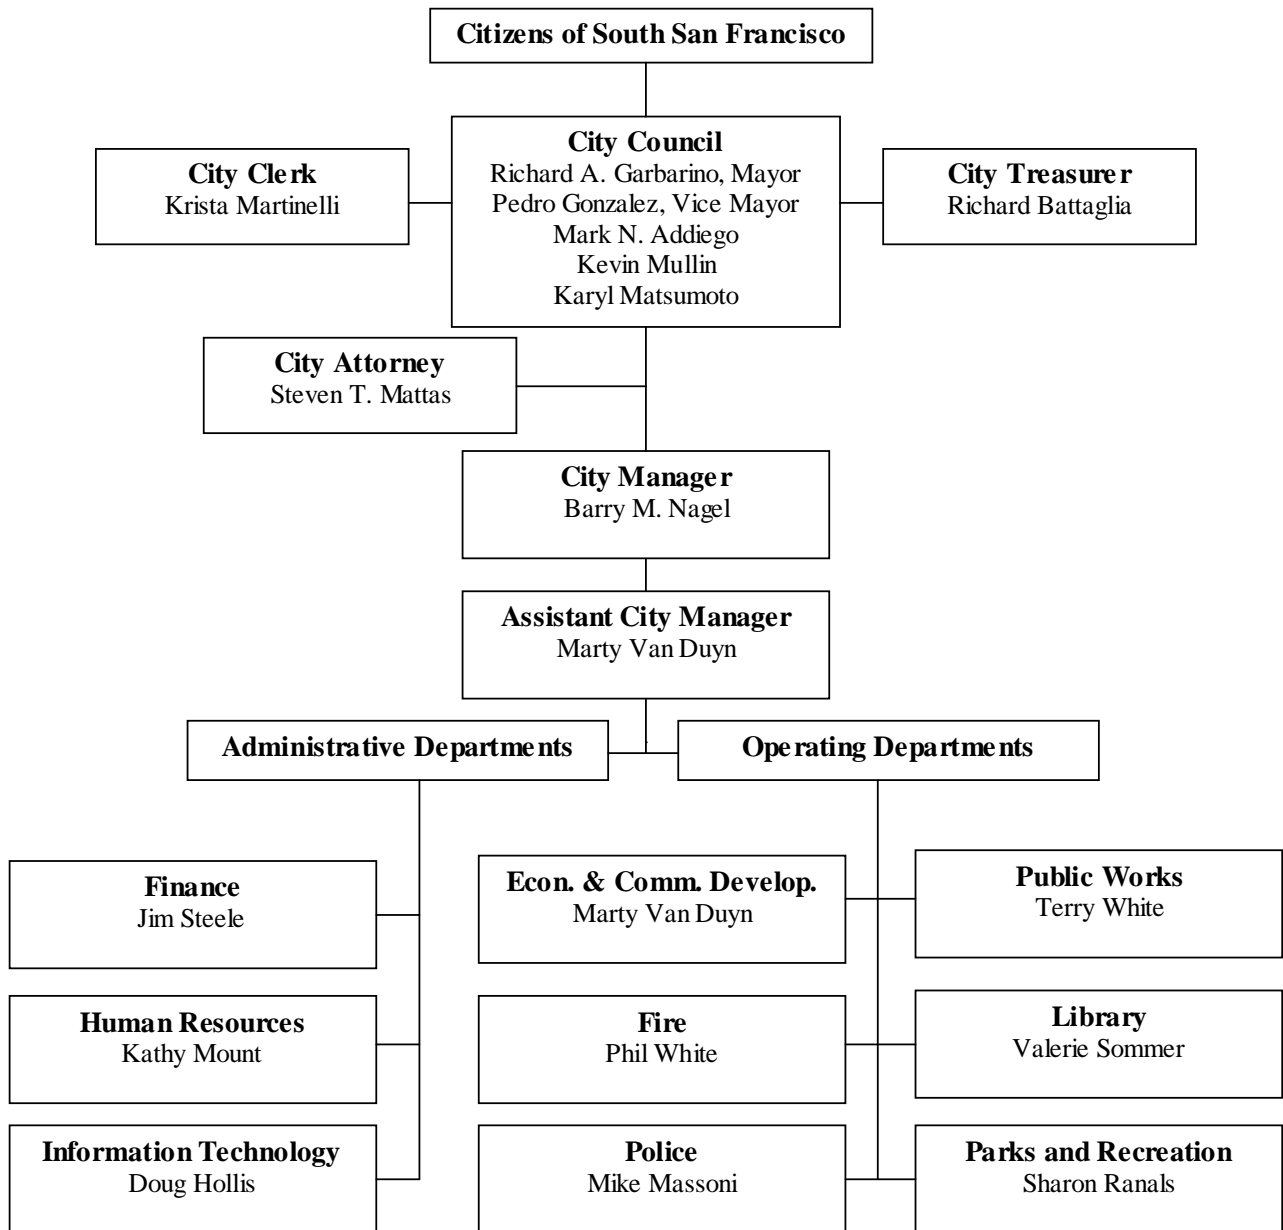 Citizens of South San Francisco
City Council
Richard A. Garbarino, Mayor
Pedro Gonzalez, Vice Mayor
Mark N. Addiego
Kevin Mullin
Karyl Matsumoto
City Clerk
Krista Martinelli
City Treasurer
Richard Battaglia
City Attorney
Steven T. Mattas
City Manager
Barry M. Nagel
Assistant City Manager
Marty Van Duyn
Administrative Departments
Operating Departments
Finance
Jim Steele
Human Resources
Kathy Mount
Information Technology
Doug Hollis
Econ. & Comm. Develop.
Marty Van Duyn
Fire
Phil White
Police
Mike Massoni
Public Works
Terry White
Library
Valerie Sommer
Parks and Recreation
Sharon Ranals